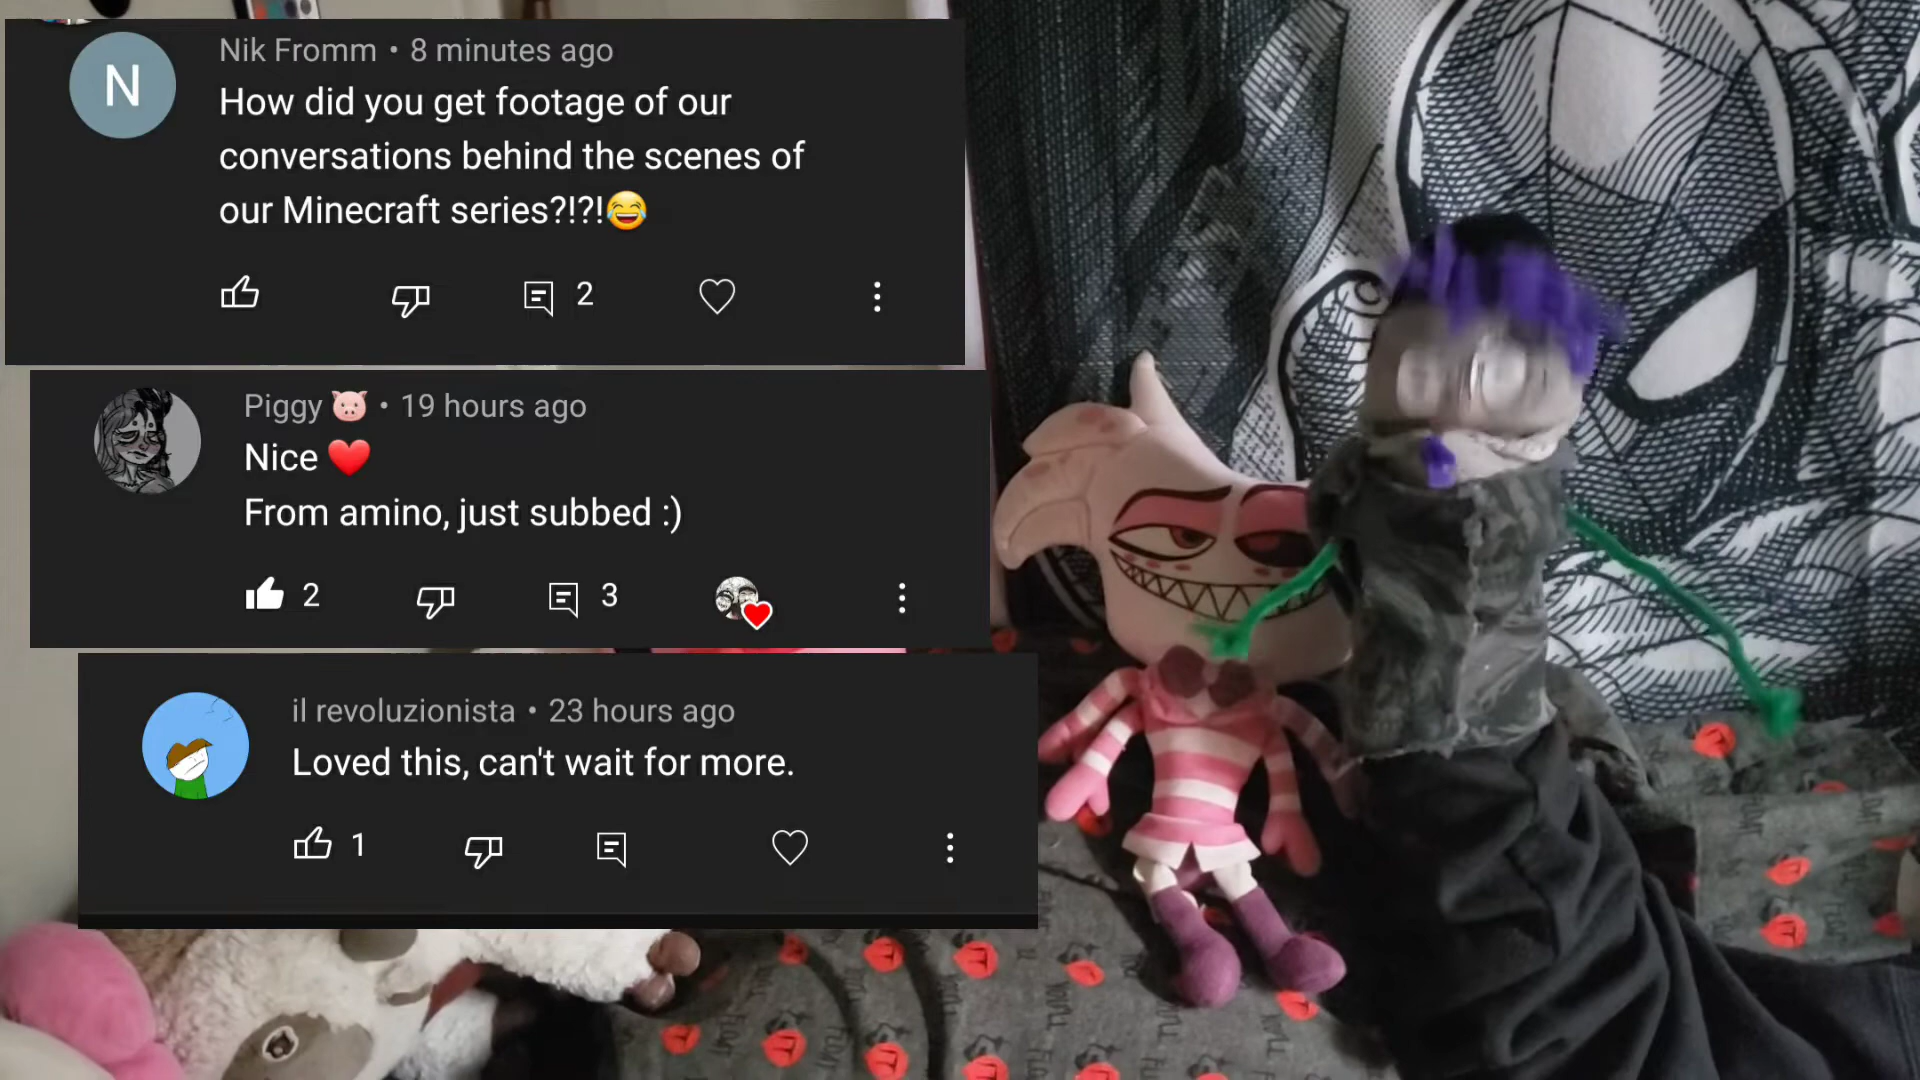 N
Nik Fromm • 8 minutes ago
How did you get footage of our
conversations behind the scenes of
our Minecraft series?!?!😂
2
Piggy 🐷 • 19 hours ago
Nice ❤️
From amino, just subbed :)
2
3
il revoluzionista • 23 hours ago
Loved this, can't wait for more.
1